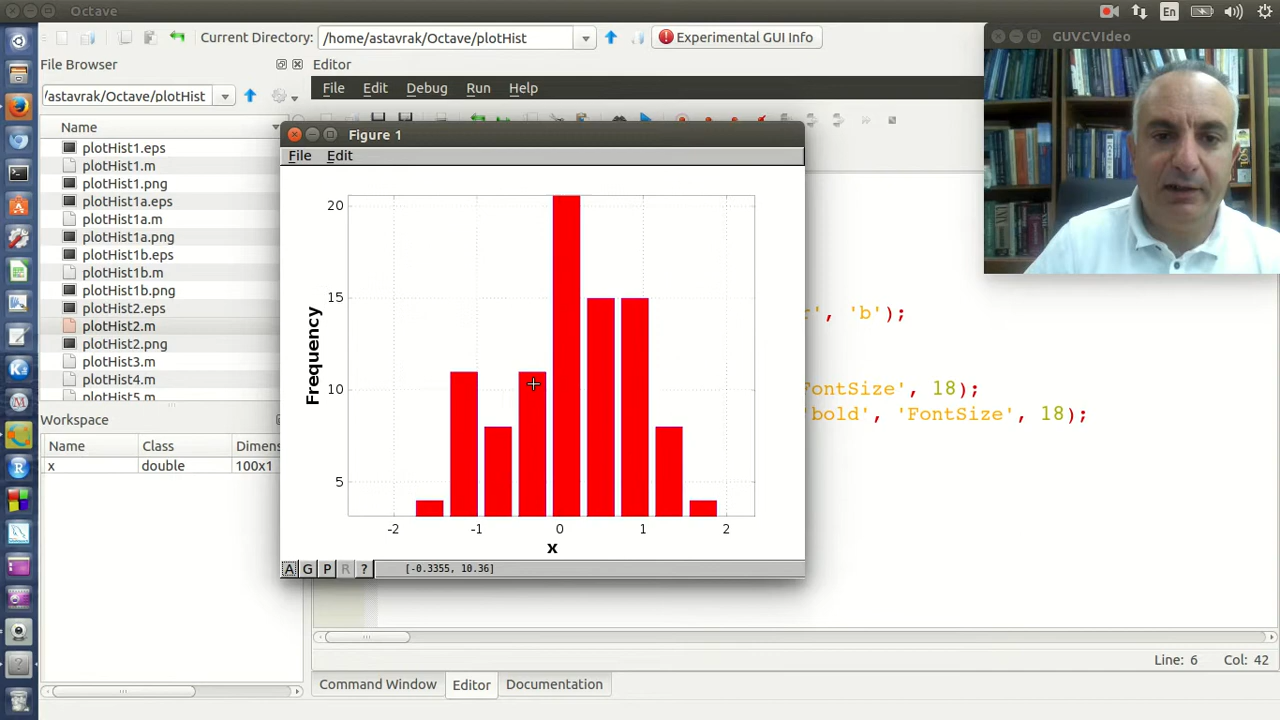 Octave
En
Current Directory: /home/astavrak/Octave/plotHist
Experimental GUI Info
GUVCVIdeo
File Browser
Editor
/astavrak/Octave/plotHist
File Edit Debug Run Help
Name
plotHist1.eps
plotHist1.m
plotHist1.png
plotHist1a.eps
plotHist1a.m
plotHist1a.png
plotHist1b.eps
plotHist1b.m
plotHist1b.png
plotHist2.eps
plotHist2.m
plotHist2.png
plotHist3.m
plotHist4.m
plotHist5.m
Figure 1
File Edit
20
15
10
5
Frequency
-2 -1 0 1 2
x
A G P R ? [-0.3355, 10.36]
', 'b');
FontSize', 18);
bold', 'FontSize', 18);
Workspace
Name Class Dimens
x double 100x1
SQL
Line: 6 Col: 42
Command Window Editor Documentation